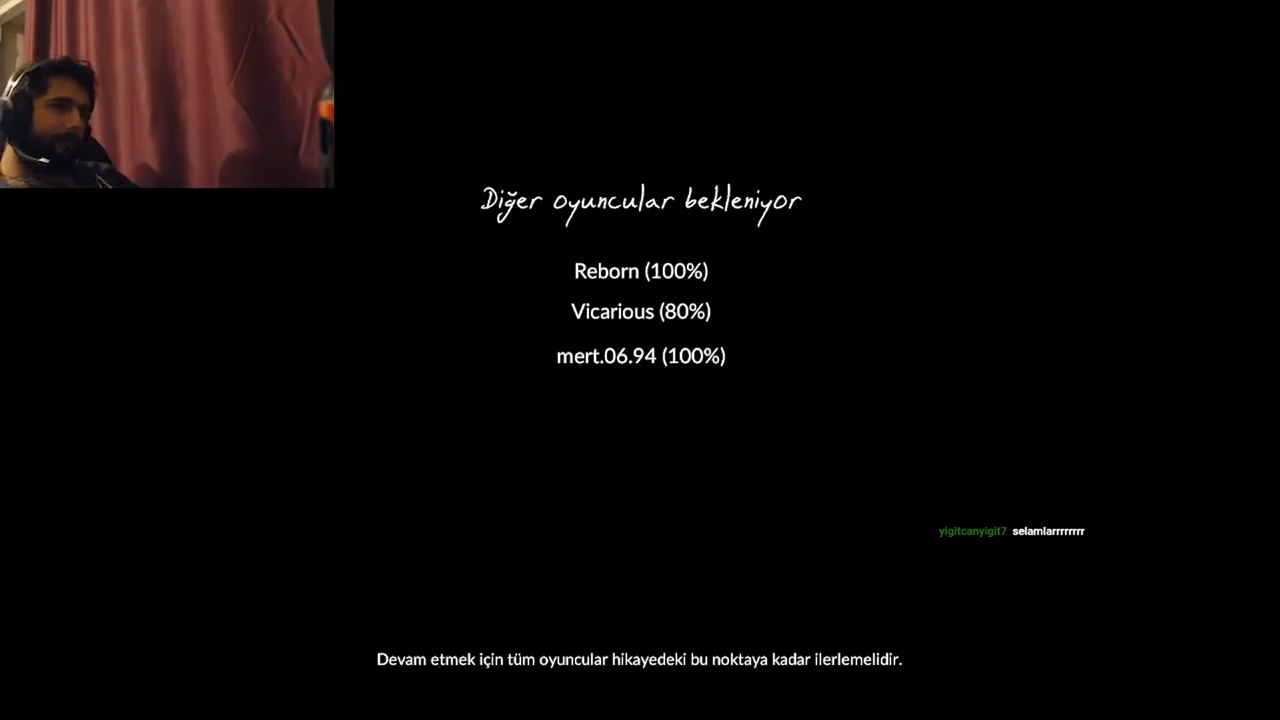 Diğer oyuncular bekleniyor
Reborn (100%)
Vicarious (80%)
mert.06.94 (100%)
yigitcanyigit7 selamlarrrrrrrr
Devam etmek için tüm oyuncular hikayedeki bu noktaya kadar ilerlemelidir.